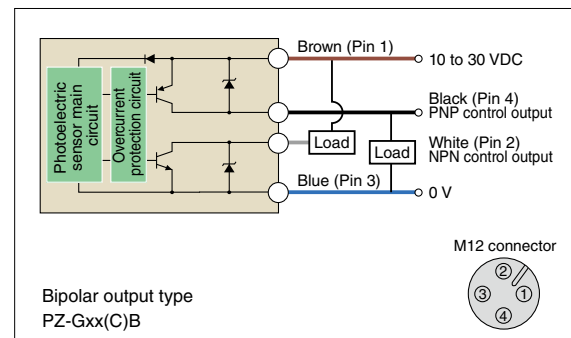 Photoelectric
sensor main
circuit
Overcurrent
protection circuit
Brown (Pin 1)
10 to 30 VDC
Black (Pin 4)
PNP control output
Load
White (Pin 2)
NPN control output
Load
Blue (Pin 3)
0 V
M12 connector
2
3
1
4
Bipolar output type
PZ-Gxx(C)B